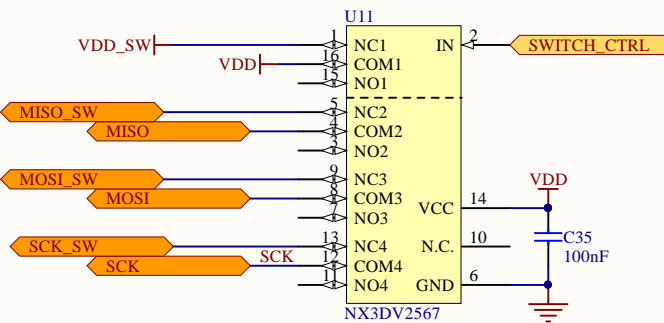 U11
VDD_SW 1 NC1 IN 2 SWITCH_CTRL
VDD 16 COM1
15 NO1
MISO_SW 5 NC2
MISO 4 COM2
3 NO2
MOSI_SW 9 NC3 VDD
MOSI 8 COM3
7 NO3 VCC 14
SCK_SW 13 NC4 N.C. 10 C35
SCK SCK 12 COM4 100nF
11 NO4 GND 6
NX3DV2567